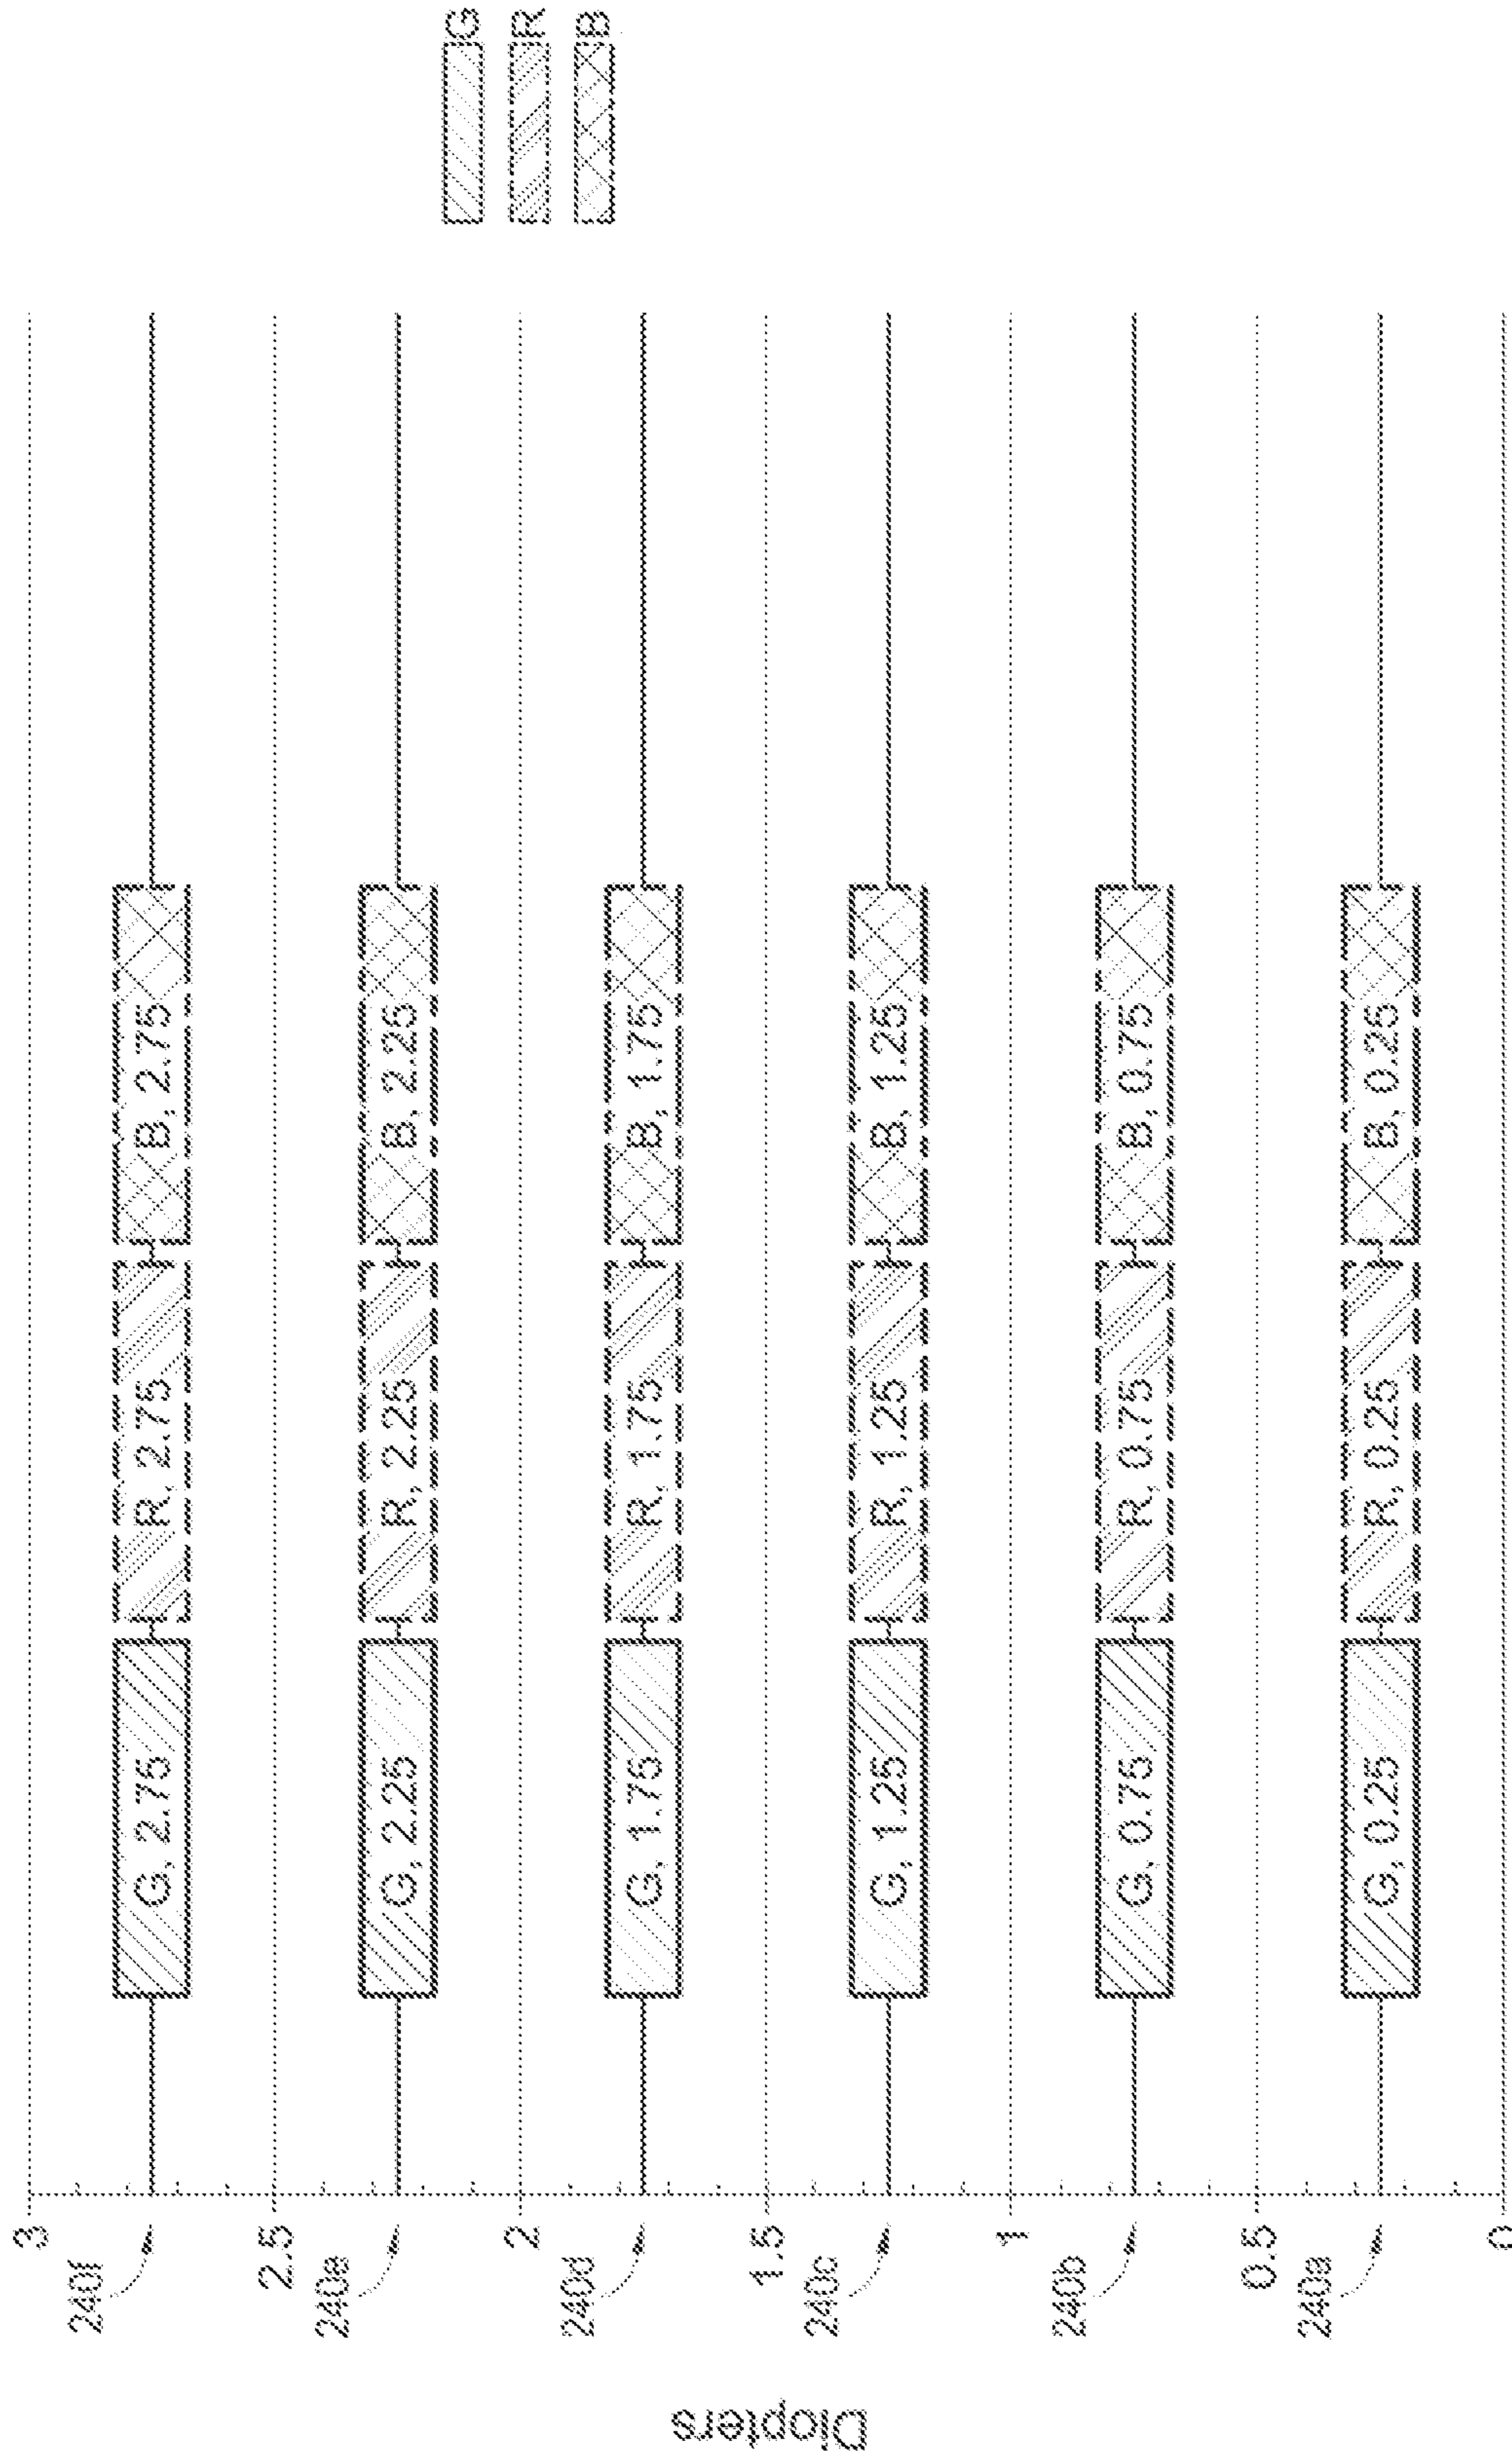 Diopters
3
240f
G, 2.75 R, 2.75 B, 2.75
2.5
240e
G, 2.25 R, 2.25 B, 2.25
2
240d
G, 1.75 R, 1.75 B, 1.75
1.5
240c
G, 1.25 R, 1.25 B, 1.25
1
240b
G, 0.75 R, 0.75 B, 0.75
0.5
240a
G, 0.25 R, 0.25 B, 0.25
0
G
R
B